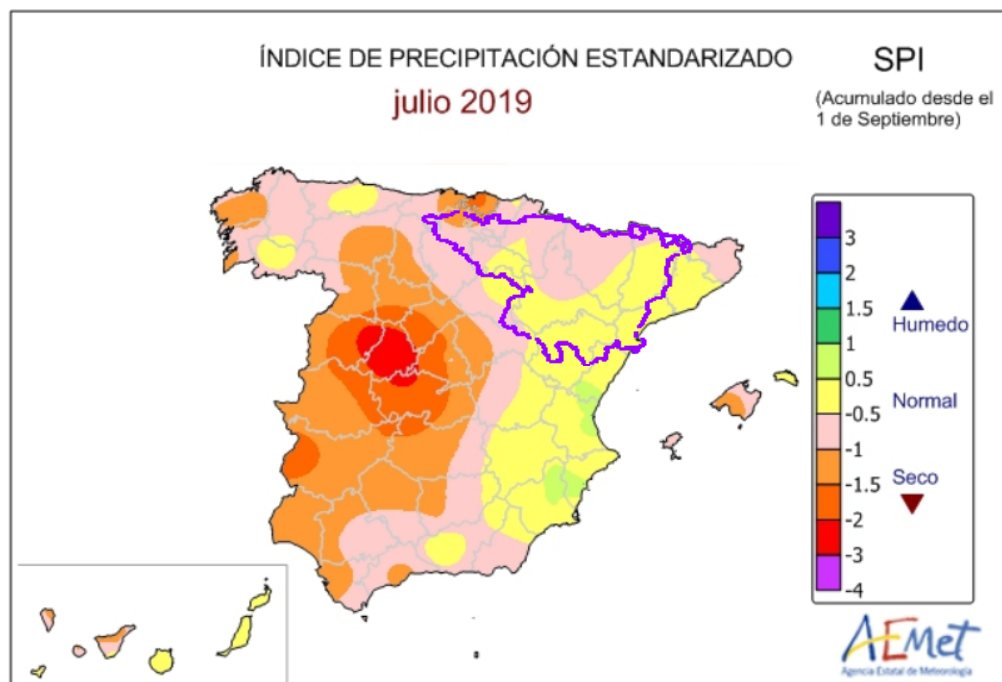 ÍNDICE DE PRECIPITACIÓN ESTANDARIZADO
julio 2019
SPI
(Acumulado desde el
1 de Septiembre)
3
2
1.5
1
0.5
-0.5
-1
-1.5
-2
-3
-4
Humedo
Normal
Seco
AEMet
Agencia Estatal de Meteorología